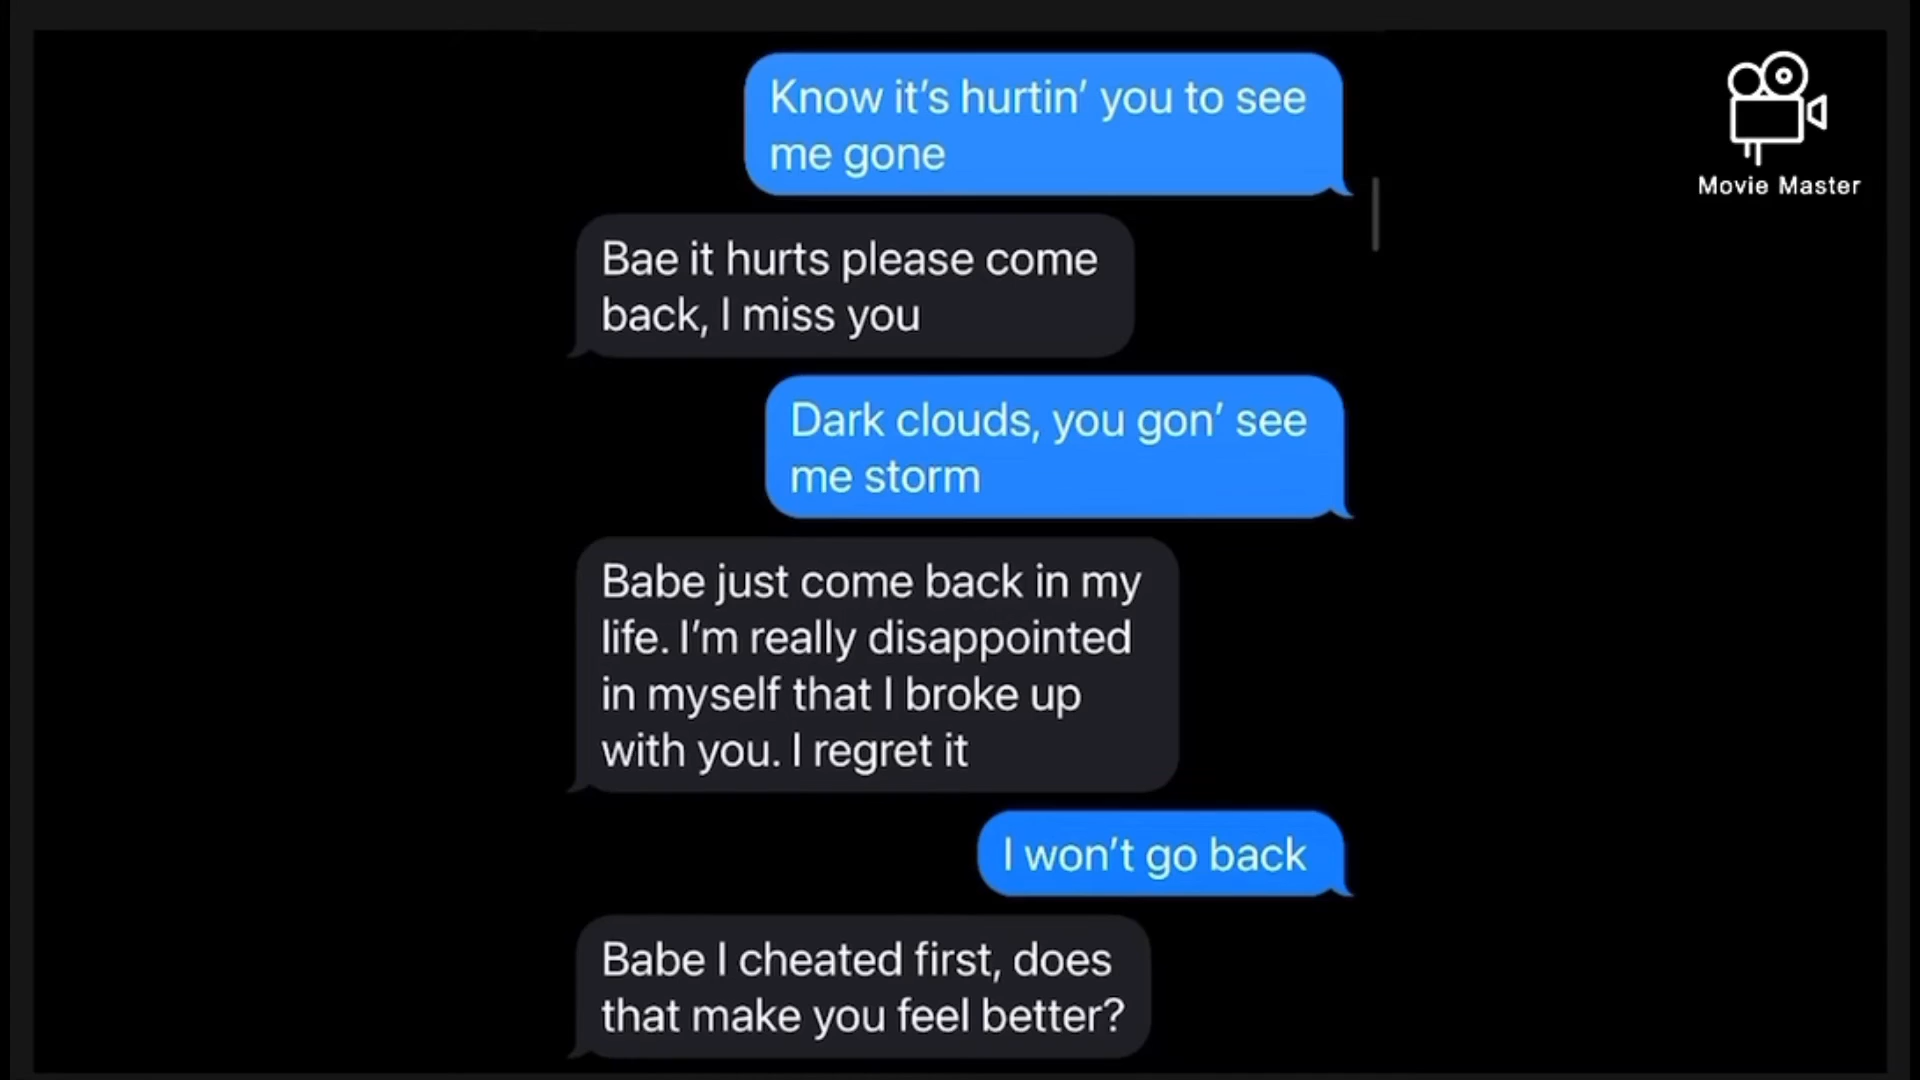 Know it’s hurtin’ you to see
me gone
Movie Master
Bae it hurts please come
back, I miss you
Dark clouds, you gon’ see
me storm
Babe just come back in my
life. I’m really disappointed
in myself that I broke up
with you. I regret it
I won’t go back
Babe I cheated first, does
that make you feel better?